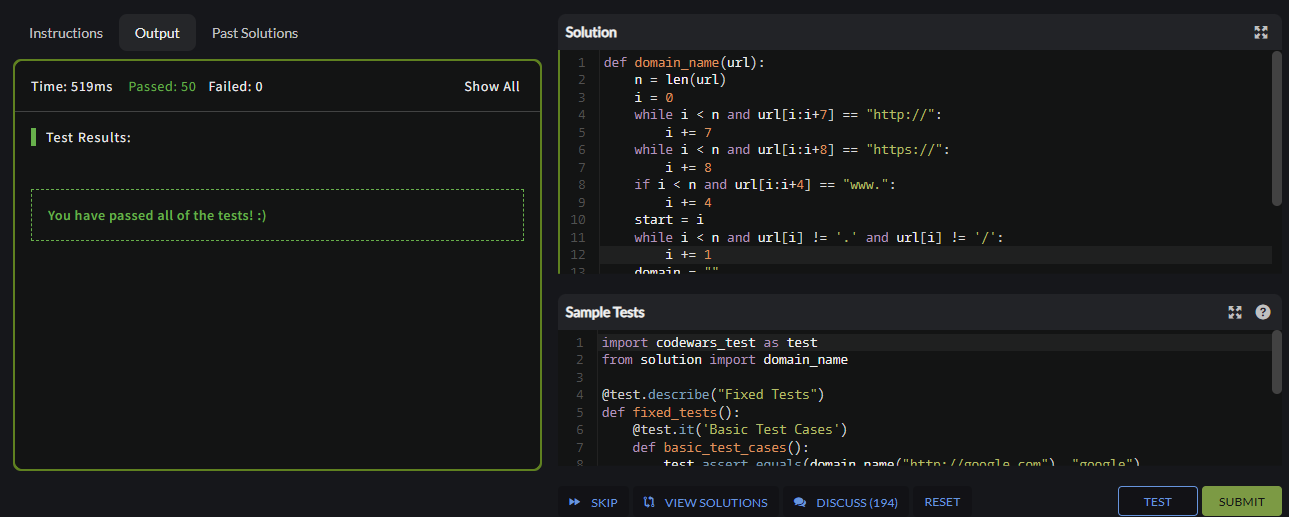 Instructions
Output
Past Solutions
Time: 519ms Passed: 50 Failed: 0 Show All
Test Results:
You have passed all of the tests! :)
Solution
1 def domain_name(url):
2     n = len(url)
3     i = 0
4     while i < n and url[i:i+7] == "http://":
5         i += 7
6     while i < n and url[i:i+8] == "https://":
7         i += 8
8     if i < n and url[i:i+4] == "www.":
9         i += 4
10     start = i
11     while i < n and url[i] != '.' and url[i] != '/':
12         i += 1
13     domain = ""
Sample Tests
1 import codewars_test as test
2 from solution import domain_name
3
4 @test.describe("Fixed Tests")
5 def fixed_tests():
6     @test.it('Basic Test Cases')
7     def basic_test_cases():
8         test.assert_equals(domain_name("http://google.com"), "google")
SKIP
VIEW SOLUTIONS
DISCUSS (194)
RESET
TEST
SUBMIT